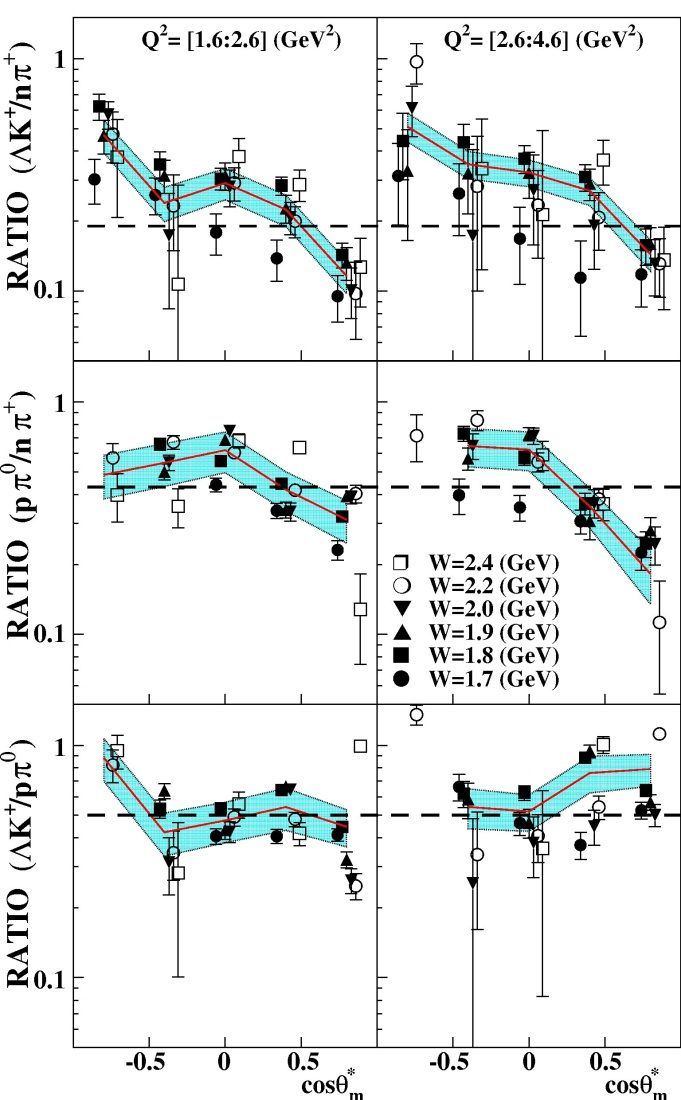 Q²= [1.6:2.6] (GeV²)
Q²= [2.6:4.6] (GeV²)
RATIO (ΛK⁺/nπ⁺)
1
0.1
RATIO (pπ⁰/nπ⁺)
1
0.1
W=2.4 (GeV)
W=2.2 (GeV)
W=2.0 (GeV)
W=1.9 (GeV)
W=1.8 (GeV)
W=1.7 (GeV)
RATIO (ΛK⁺/pπ⁰)
1
0.1
-0.5 0 0.5
-0.5 0 0.5
cosθ*m
cosθ*m